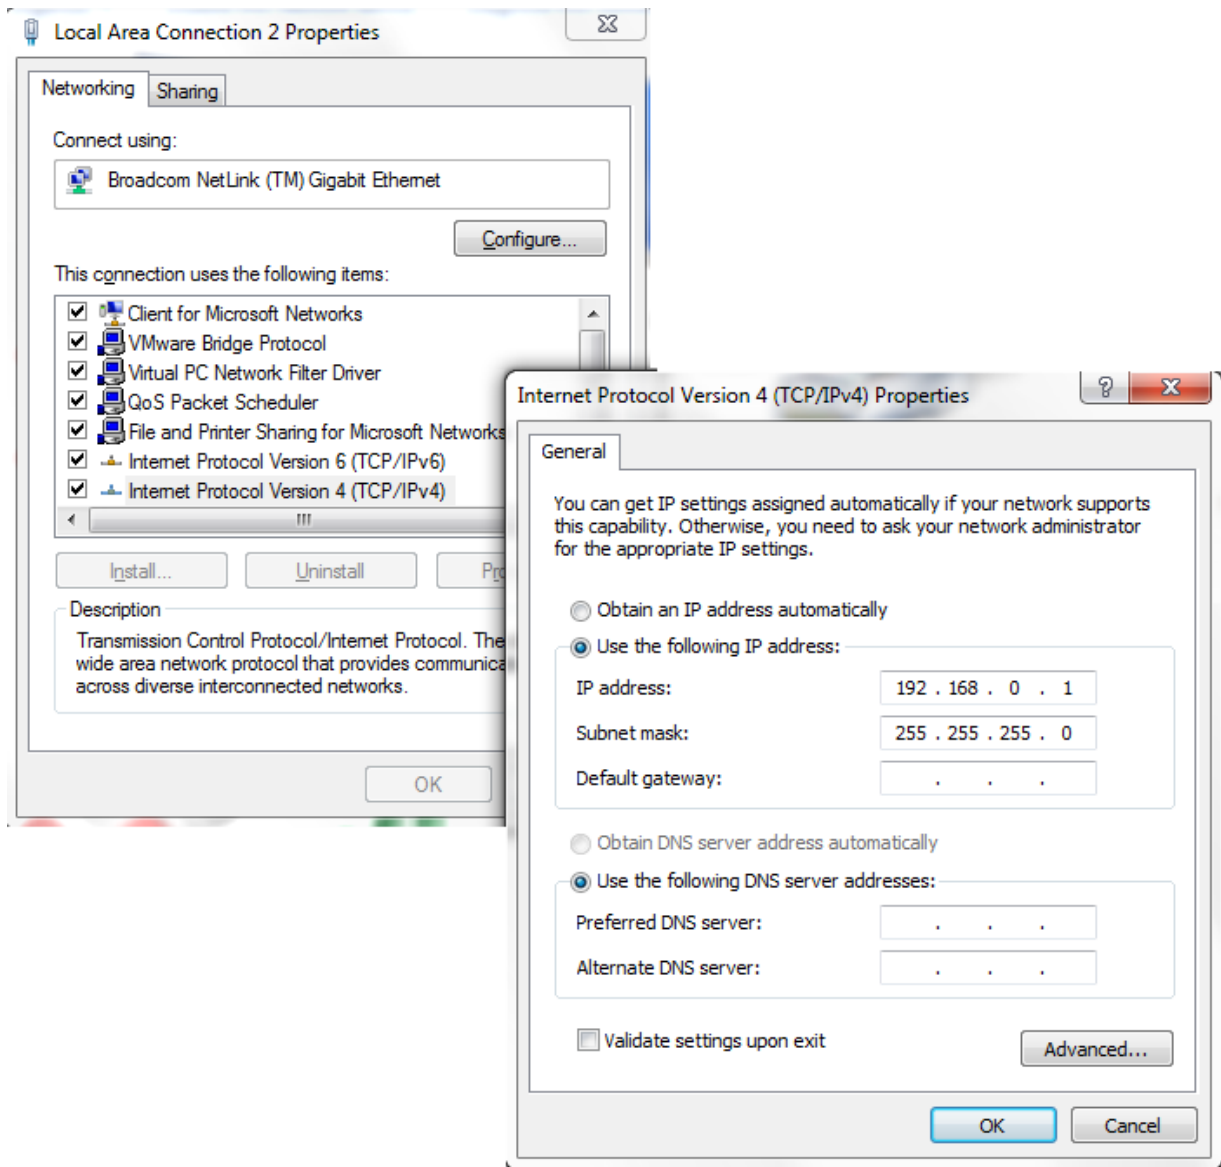 Local Area Connection 2 Properties
Networking
Sharing
Connect using:
Broadcom NetLink (TM) Gigabit Ethernet
Configure...
This connection uses the following items:
Client for Microsoft Networks
VMware Bridge Protocol
Virtual PC Network Filter Driver
QoS Packet Scheduler
File and Printer Sharing for Microsoft Networks
Internet Protocol Version 6 (TCP/IPv6)
Internet Protocol Version 4 (TCP/IPv4)
Install...
Uninstall
Description
Transmission Control Protocol/Internet Protocol. The
wide area network protocol that provides
across diverse interconnected networks.
OK
Internet Protocol Version 4 (TCP/IPv4) Properties
General
You can get IP settings assigned automatically if your network supports
this capability. Otherwise, you need to ask your network administrator
for the appropriate IP settings.
Obtain an IP address automatically
Use the following IP address:
IP address:
192 . 168 . 0 . 1
Subnet mask:
255 . 255 . 255 . 0
Default gateway:
. . .
Obtain DNS server address automatically
Use the following DNS server addresses:
Preferred DNS server:
. . .
Alternate DNS server:
. . .
Validate settings upon exit
Advanced...
OK
Cancel